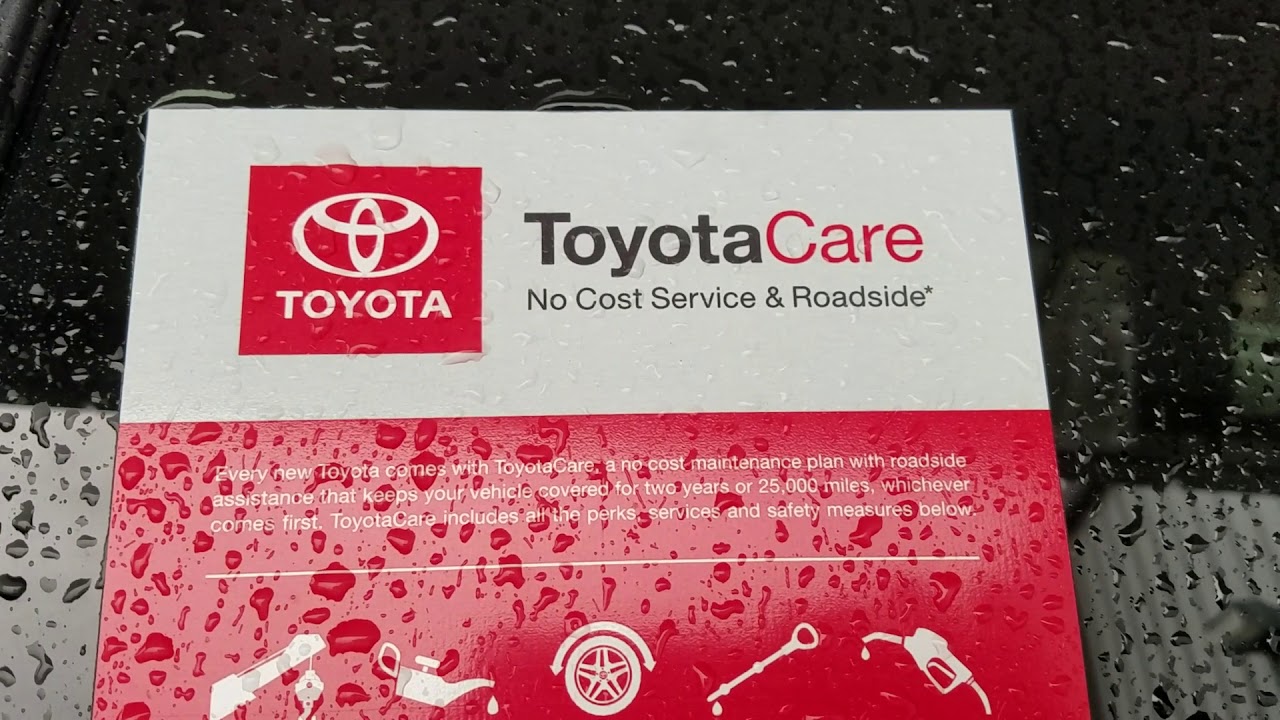 TOYOTA
ToyotaCare
No Cost Service & Roadside*
Every new Toyota comes with ToyotaCare, a no cost maintenance plan with roadside
assistance that keeps your vehicle covered for two years or 25,000 miles, whichever
comes first. ToyotaCare includes all the perks, services and safety measures below.